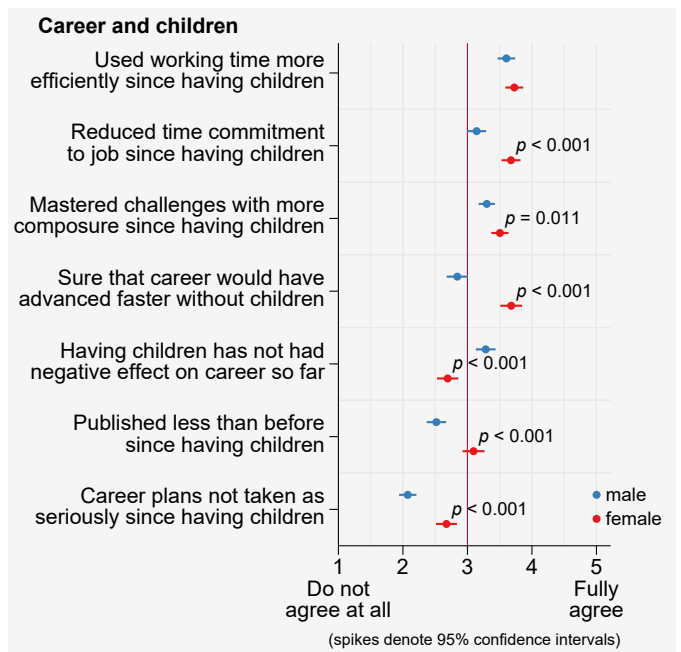 Career and children
Used working time more
efficiently since having children
Reduced time commitment
to job since having children
p < 0.001
Mastered challenges with more
composure since having children
p = 0.011
Sure that career would have
advanced faster without children
p < 0.001
Having children has not had
negative effect on career so far
p < 0.001
Published less than before
since having children
p < 0.001
Career plans not taken as
seriously since having children
p < 0.001
male
female
1 2 3 4 5
Do not
agree at all
Fully
agree
(spikes denote 95% confidence intervals)